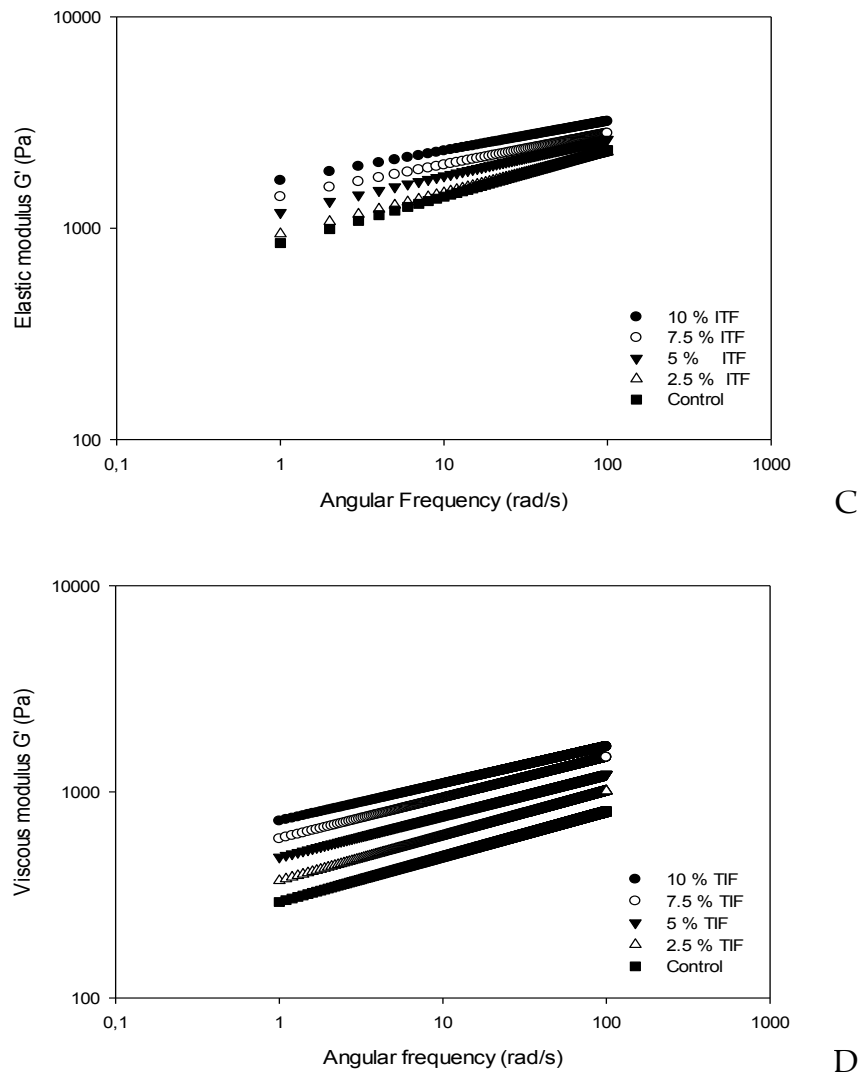 10000
1000
100
Elastic modulus G' (Pa)
10 % ITF
7.5 % ITF
5 % ITF
2.5 % ITF
Control
0,1 1 10 100 1000
Angular Frequency (rad/s)
C
10000
1000
100
Viscous modulus G' (Pa)
10 % TIF
7.5 % TIF
5 % TIF
2.5 % TIF
Control
0,1 1 10 100 1000
Angular frequency (rad/s)
D